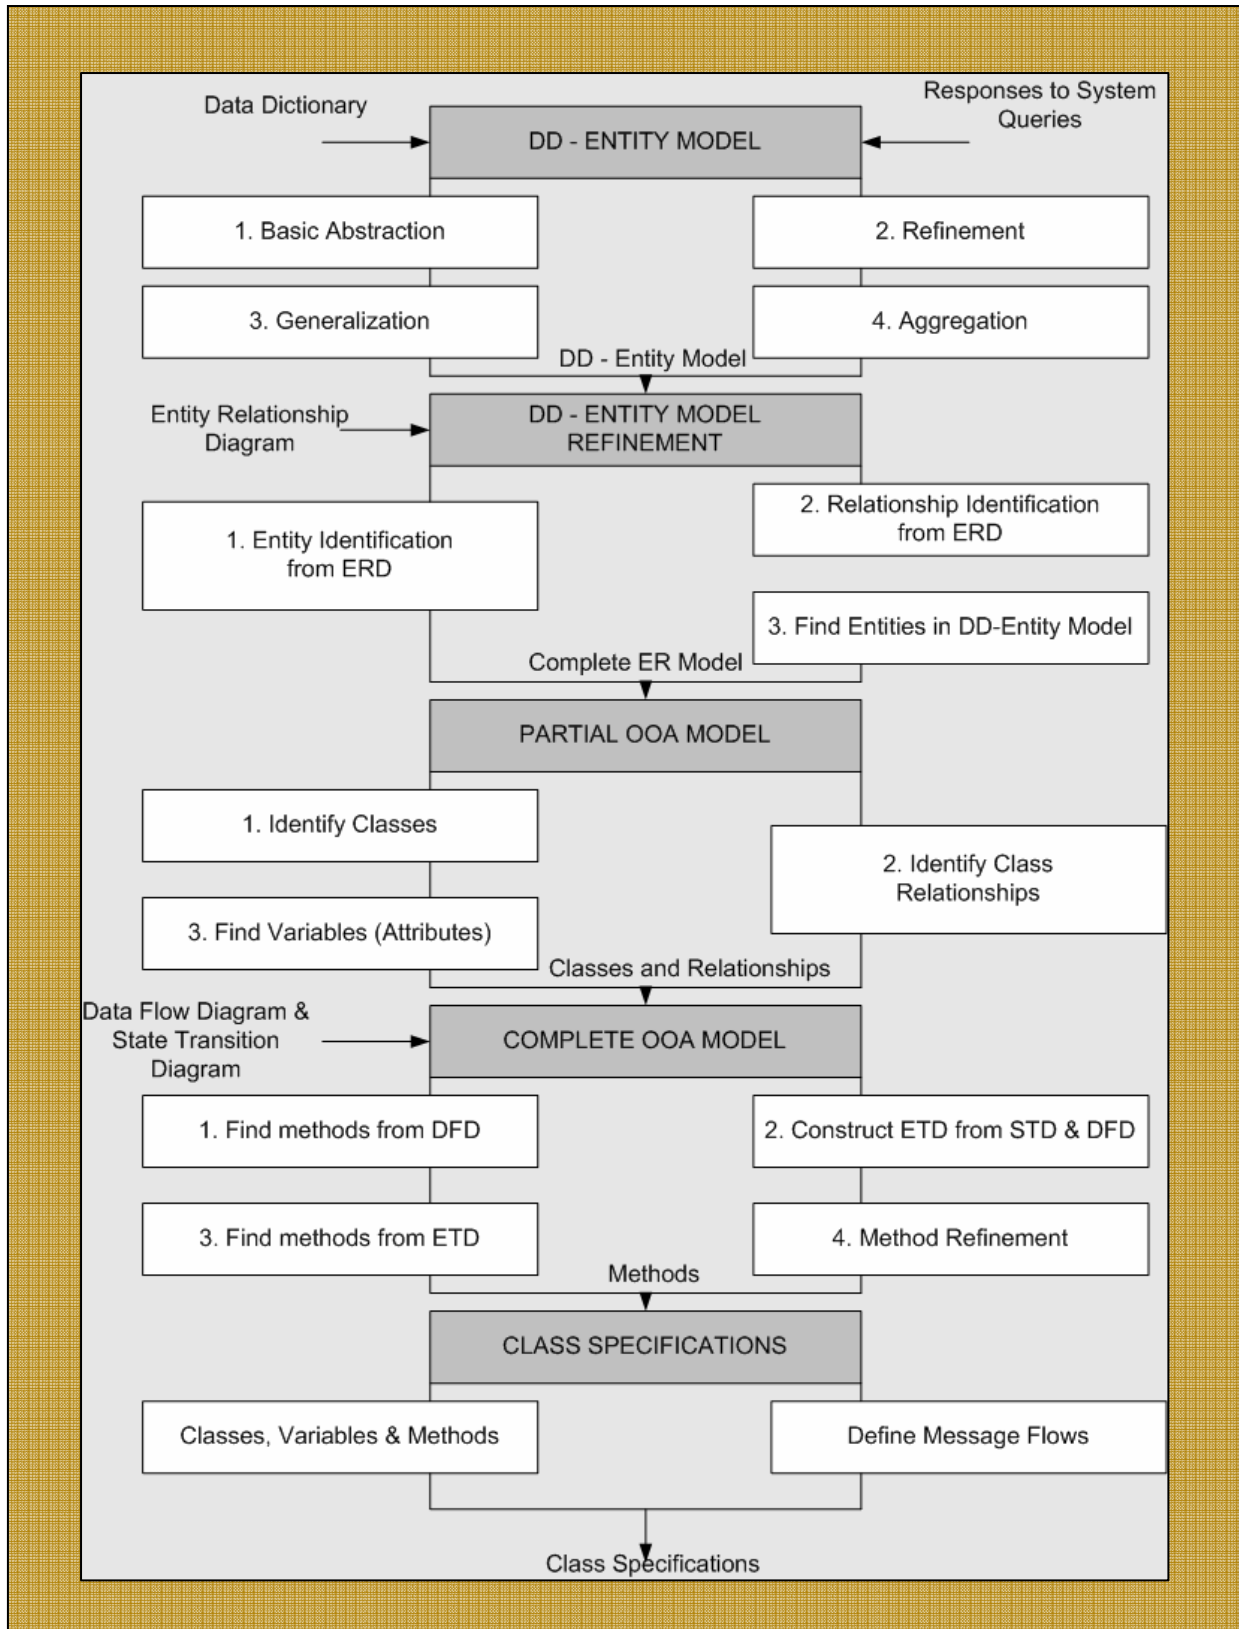 Data Dictionary
Responses to System
Queries
DD - ENTITY MODEL
1. Basic Abstraction
2. Refinement
3. Generalization
4. Aggregation
DD - Entity Model
Entity Relationship
Diagram
DD - ENTITY MODEL
REFINEMENT
1. Entity Identification
from ERD
2. Relationship Identification
from ERD
3. Find Entities in DD-Entity Model
Complete ER Model
PARTIAL OOA MODEL
1. Identify Classes
2. Identify Class
Relationships
3. Find Variables (Attributes)
Classes and Relationships
Data Flow Diagram &
State Transition
Diagram
COMPLETE OOA MODEL
1. Find methods from DFD
2. Construct ETD from STD & DFD
3. Find methods from ETD
4. Method Refinement
Methods
CLASS SPECIFICATIONS
Classes, Variables & Methods
Define Message Flows
Class Specifications